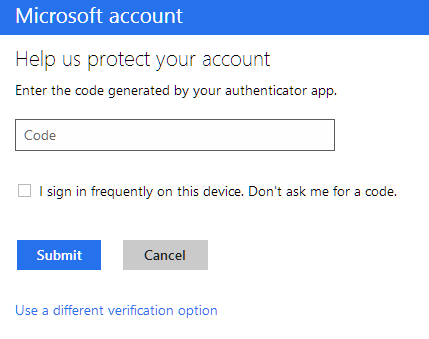 Microsoft account
Help us protect your account
Enter the code generated by your authenticator app.
Code
I sign in frequently on this device. Don't ask me for a code.
Submit Cancel
Use a different verification option